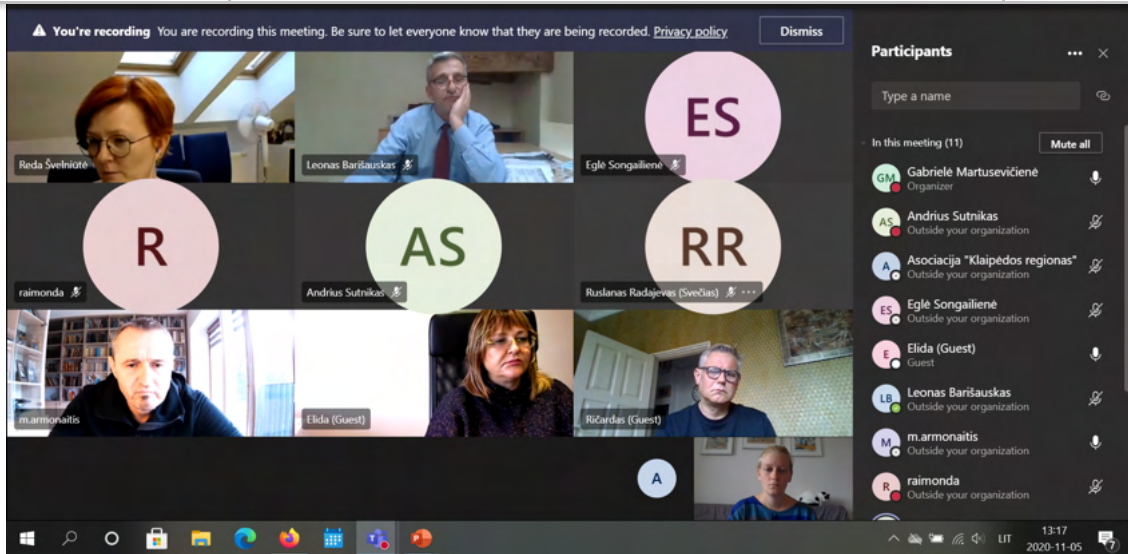 You're recording You are recording this meeting. Be sure to let everyone know that they are being recorded. Privacy policy
Dismiss
Participants
Type a name
In this meeting (11)
Mute all
Reda Švelniūtė
Leonas Barišauskas
ES
Eglė Songailienė
R
raimonda
AS
Andrius Sutnikas
RR
Ruslanas Radajevas (Svečias)
m.armonaitis
Elida (Guest)
Ričardas (Guest)
A
GM
Gabrielė Martusevičienė
Organizer
AS
Andrius Sutnikas
Outside your organization
A
Asociacija "Klaipėdos regionas"
Outside your organization
ES
Eglė Songailienė
Outside your organization
E
Elida (Guest)
Guest
LB
Leonas Barišauskas
Outside your organization
M
m.armonaitis
Outside your organization
R
raimonda
Outside your organization
LIT
13:17
2020-11-05
7